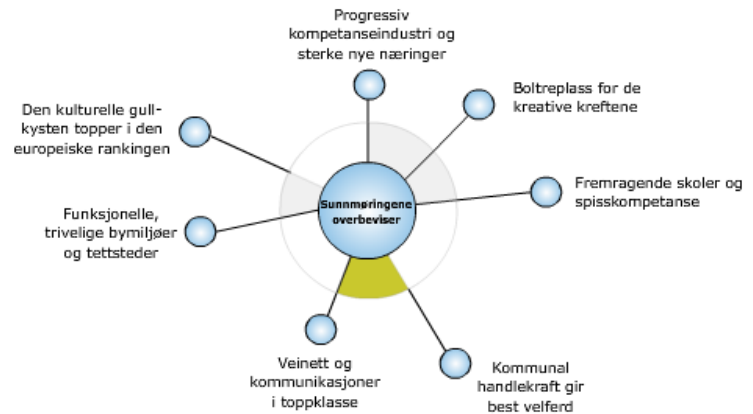 Progressiv
kompetanseindustri og
sterke nye næringer
Boltreplass for de
kreative kreftene
Den kulturelle gull-
kysten topper i den
europeiske rankingen
Fremragende skoler og
spisskompetanse
Sunnmøringene
overbeviser
Funksjonelle,
trivelige bymiljøer
og tettsteder
Veinett og
kommunikasjoner
i toppklasse
Kommunal
handlekraft gir
best velferd